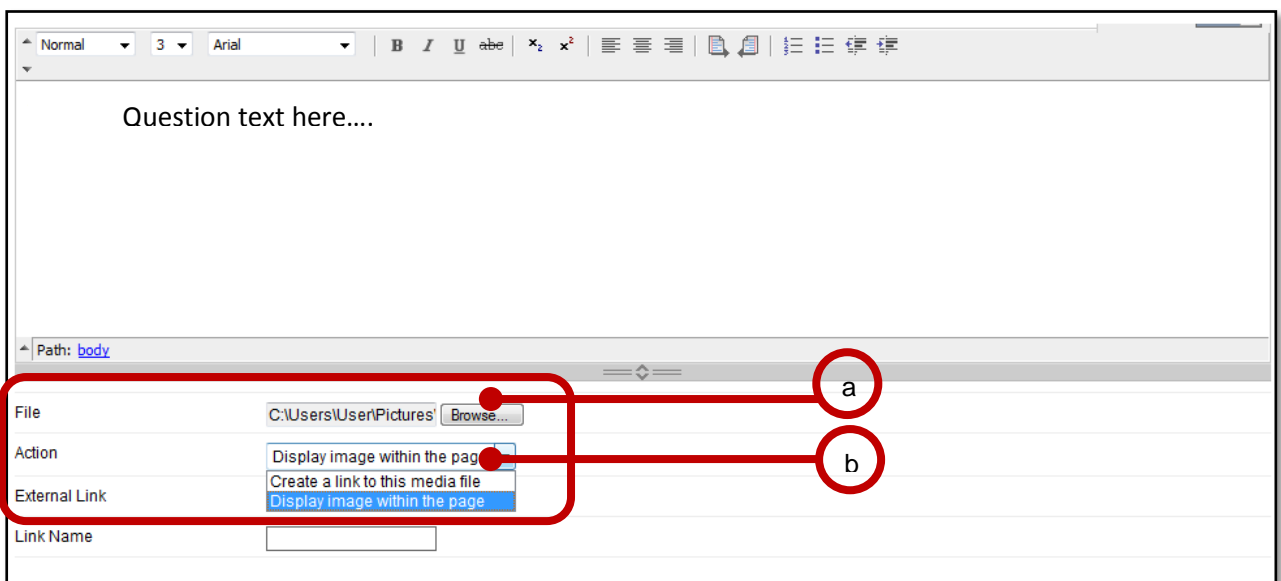 Normal 3 Arial B I U abc x₂ x²
Question text here….
Path: body
a
File C:\Users\User\Pictures\ Browse...
Action Display image within the page
b
Create a link to this media file
External Link
Display image within the page
Link Name